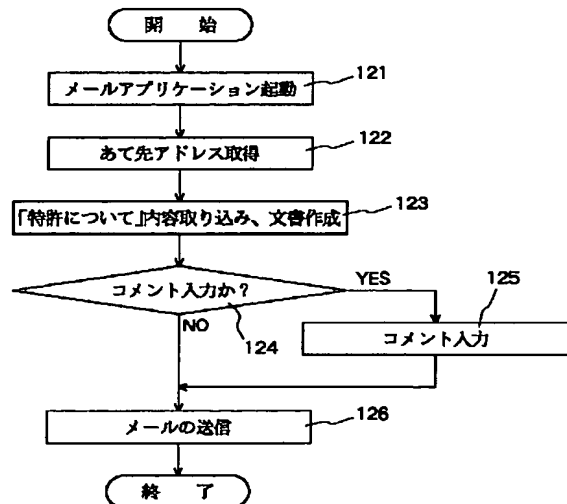 開 始
メールアプリケーション起動
121
あて先アドレス取得
122
「特許について」内容取り込み、文書作成
123
コメント入力か?
YES
NO
124
125
コメント入力
メールの送信
126
終 了